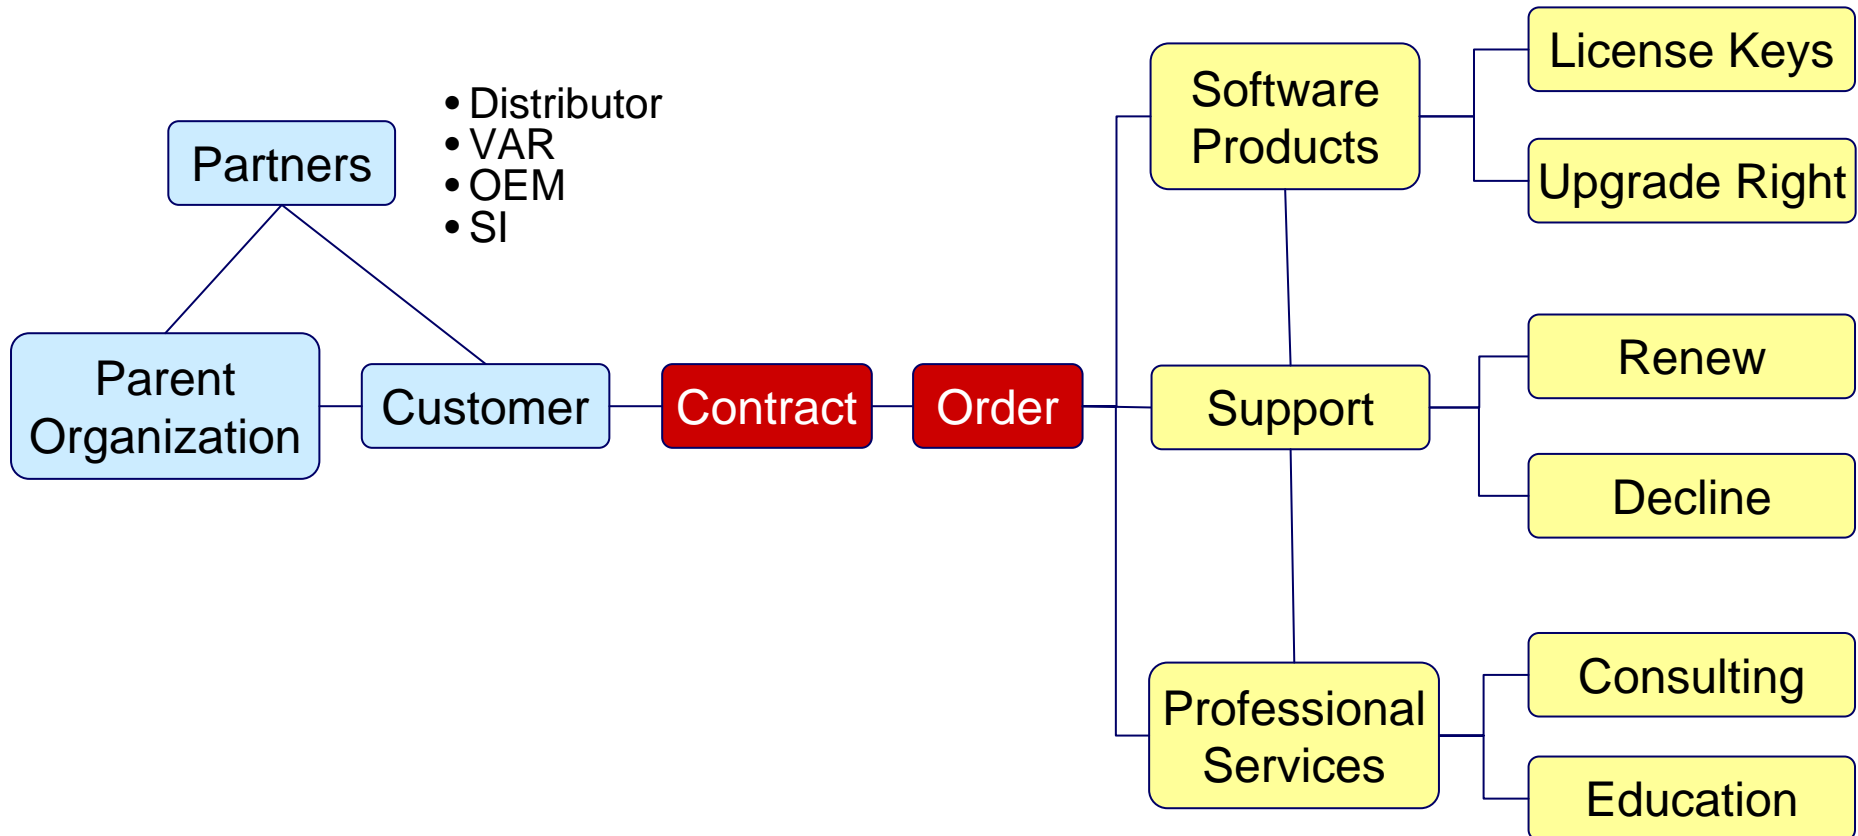 Partners
• Distributor
• VAR
• OEM
• SI
Parent
Organization
Customer
Contract
Order
Software
Products
Support
Professional
Services
License Keys
Upgrade Right
Renew
Decline
Consulting
Education